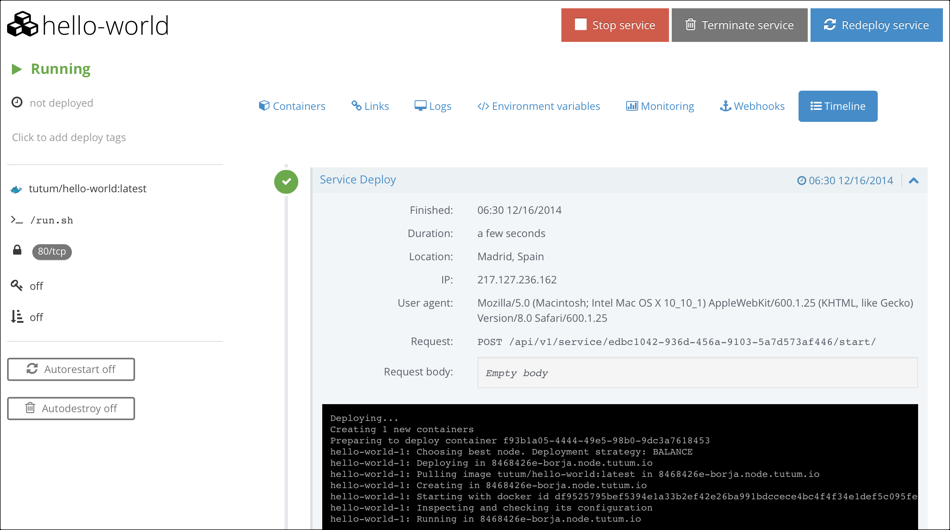 hello-world
Stop service
Terminate service
Redeploy service
Running
not deployed
Click to add deploy tags
Containers
Links
Logs
</> Environment variables
Monitoring
Webhooks
Timeline
tutum/hello-world:latest
>_ /run.sh
80/tcp
off
off
Autorestart off
Autodestroy off
Service Deploy
06:30 12/16/2014
Finished: 06:30 12/16/2014
Duration: a few seconds
Location: Madrid, Spain
IP: 217.127.236.162
User agent: Mozilla/5.0 (Macintosh; Intel Mac OS X 10_10_1) AppleWebKit/600.1.25 (KHTML, like Gecko)
Version/8.0 Safari/600.1.25
Request: POST /api/v1/service/edbc1042-936d-456a-9103-5a7d573af446/start/
Request body: Empty body
Deploying...
Creating 1 new containers
Preparing to deploy container f93b1a05-4444-49e5-98b0-9dc3a7618453
hello-world-1: Choosing best node. Deployment strategy: BALANCE
hello-world-1: Deploying in 8468426e-borja.node.tutum.io
hello-world-1: Pulling image tutum/hello-world:latest in 8468426e-borja.node.tutum.io
hello-world-1: Creating in 8468426e-borja.node.tutum.io
hello-world-1: Starting with docker id df9525795bef5394e1a33b2ef42e26ba991bdccece4bc4f4f34e1def5c095fe
hello-world-1: Inspecting and checking its configuration
hello-world-1: Running in 8468426e-borja.node.tutum.io